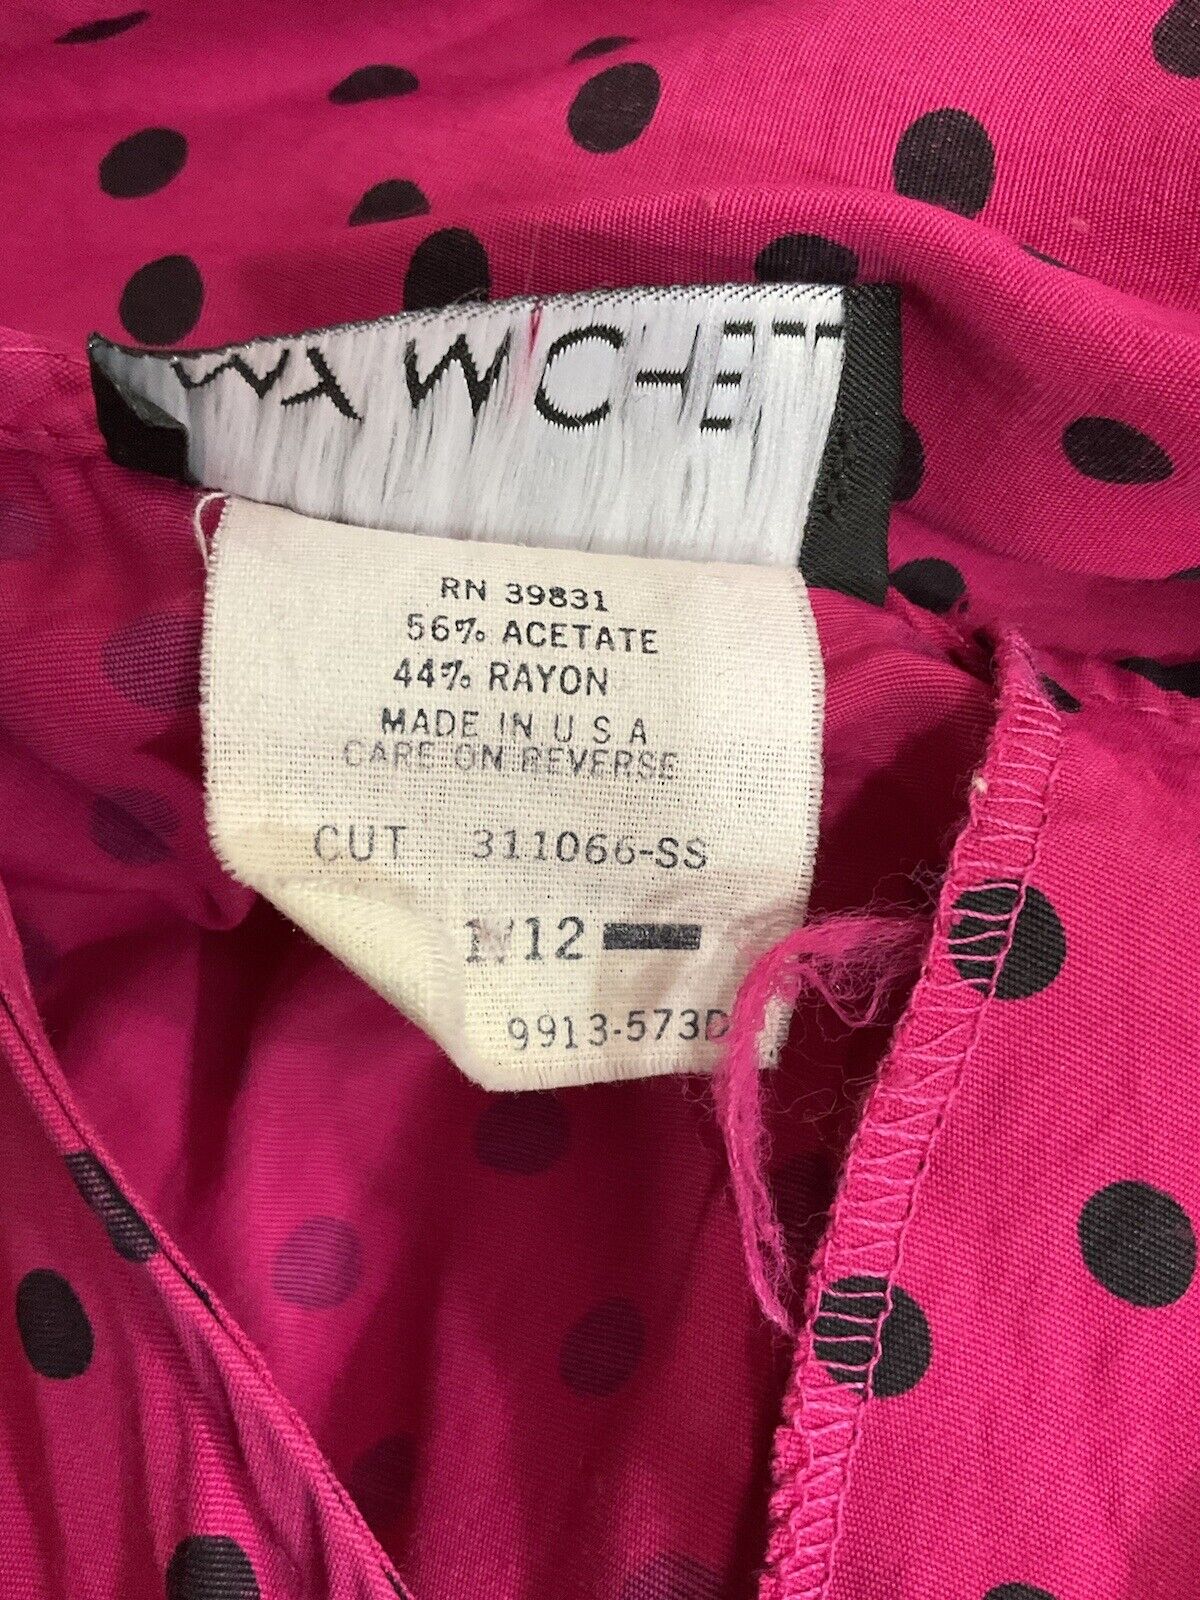 RN 39831
56% ACETATE
44% RAYON
MADE IN U S A
CARE ON REVERSE
CUT 311066-SS
12
9913-573D